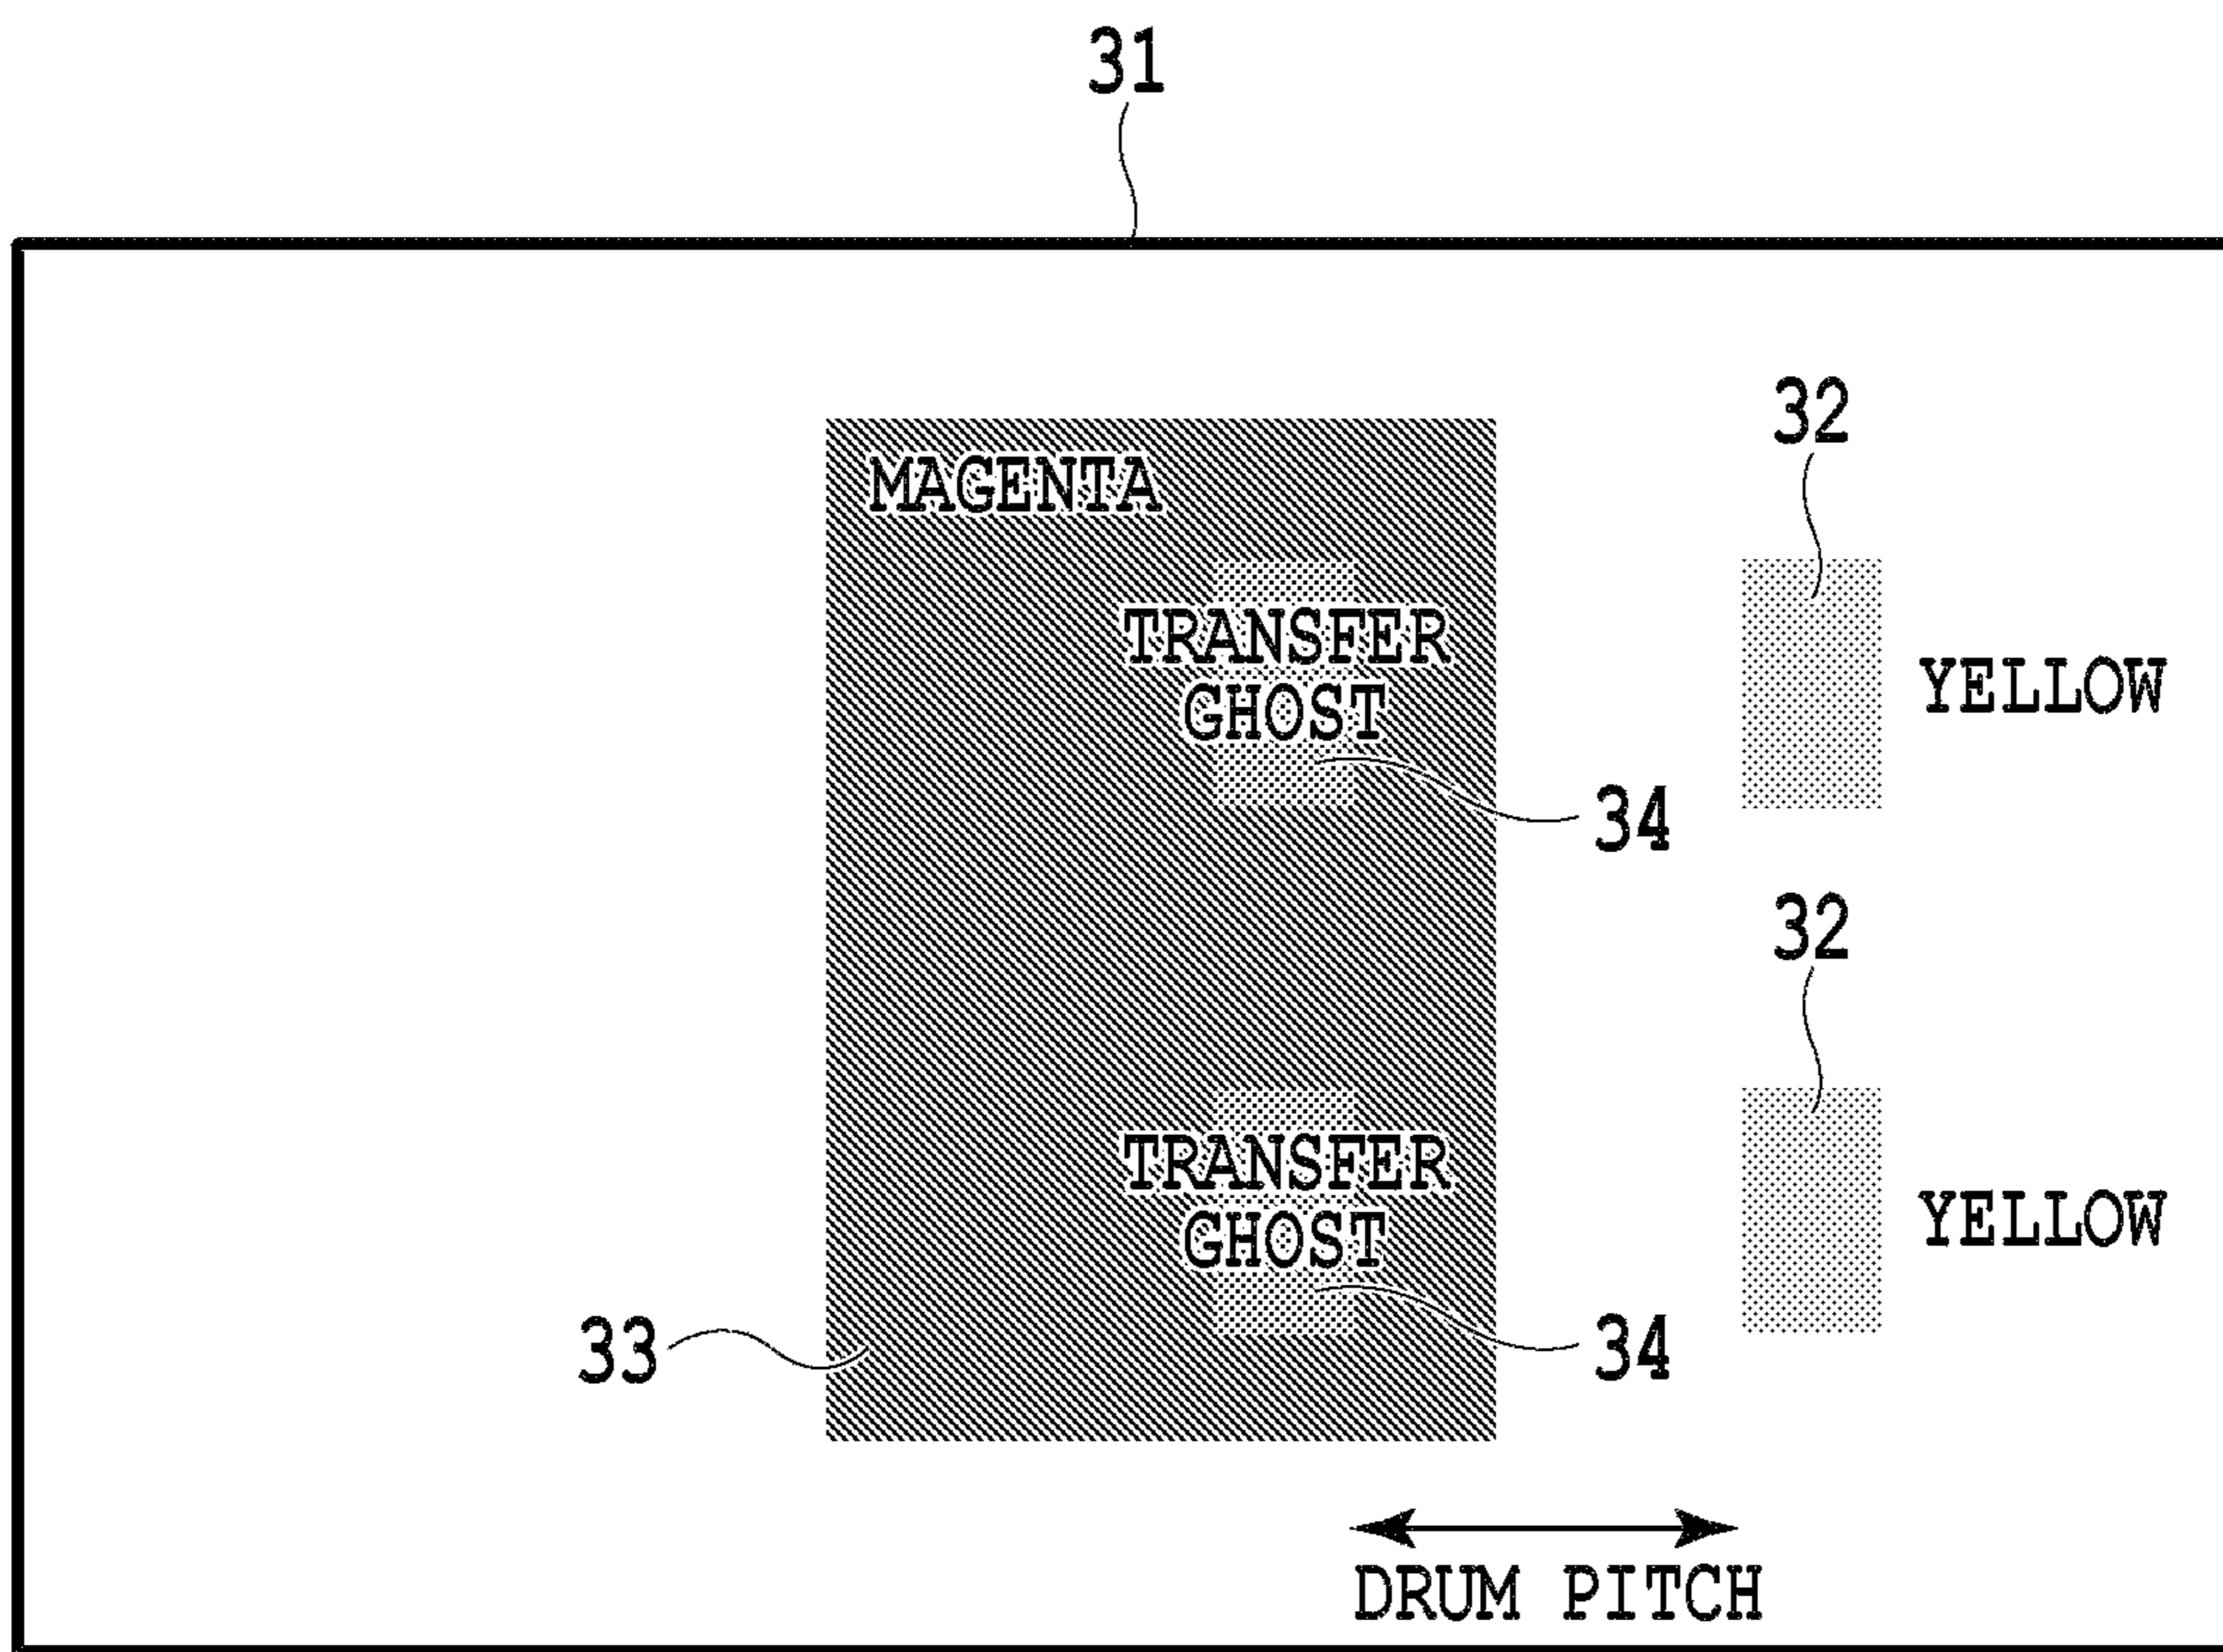 31
32
MAGENTA
TRANSFER
GHOST
YELLOW
34
32
TRANSFER
GHOST
YELLOW
33
34
DRUM PITCH